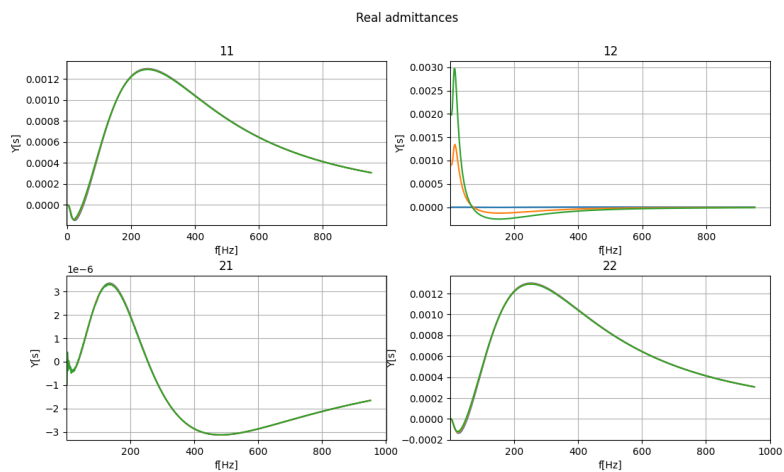 Real admittances
11
12
0.0012
0.0010
0.0008
0.0006
0.0004
0.0002
0.0000
Y[s]
0 200 400 600 800
f[Hz]
0.0030
0.0025
0.0020
0.0015
0.0010
0.0005
0.0000
Y[s]
200 400 600 800
f[Hz]
21
22
1e−6
3
2
1
0
−1
−2
−3
Y[s]
0 200 400 600 800 1000
f[Hz]
0.0012
0.0010
0.0008
0.0006
0.0004
0.0002
0.0000
−0.0002
Y[s]
200 400 600 800 1000
f[Hz]